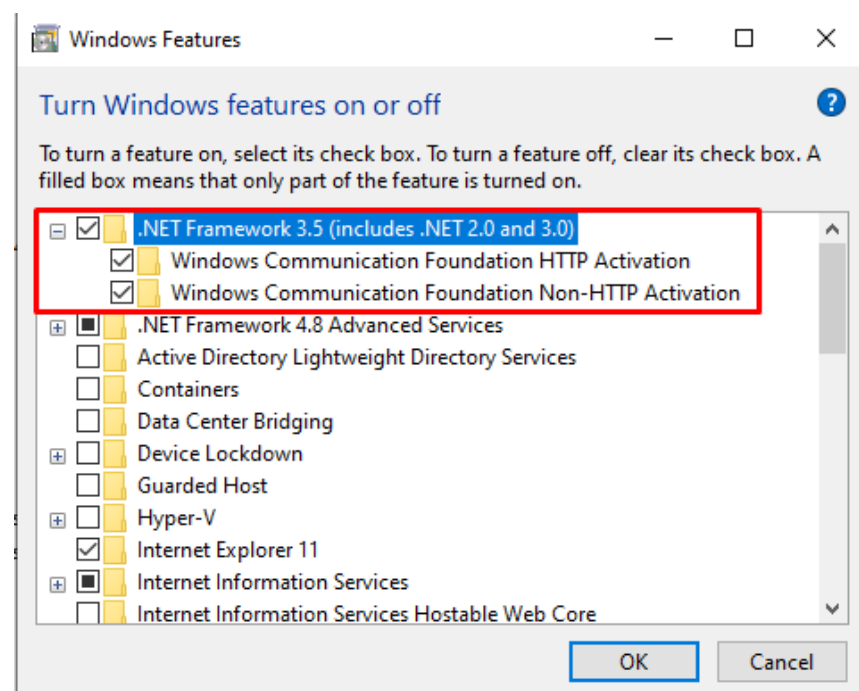 Windows Features
Turn Windows features on or off
To turn a feature on, select its check box. To turn a feature off, clear its check box. A
filled box means that only part of the feature is turned on.
.NET Framework 3.5 (includes .NET 2.0 and 3.0)
Windows Communication Foundation HTTP Activation
Windows Communication Foundation Non-HTTP Activation
.NET Framework 4.8 Advanced Services
Active Directory Lightweight Directory Services
Containers
Data Center Bridging
Device Lockdown
Guarded Host
Hyper-V
Internet Explorer 11
Internet Information Services
Internet Information Services Hostable Web Core
OK Cancel